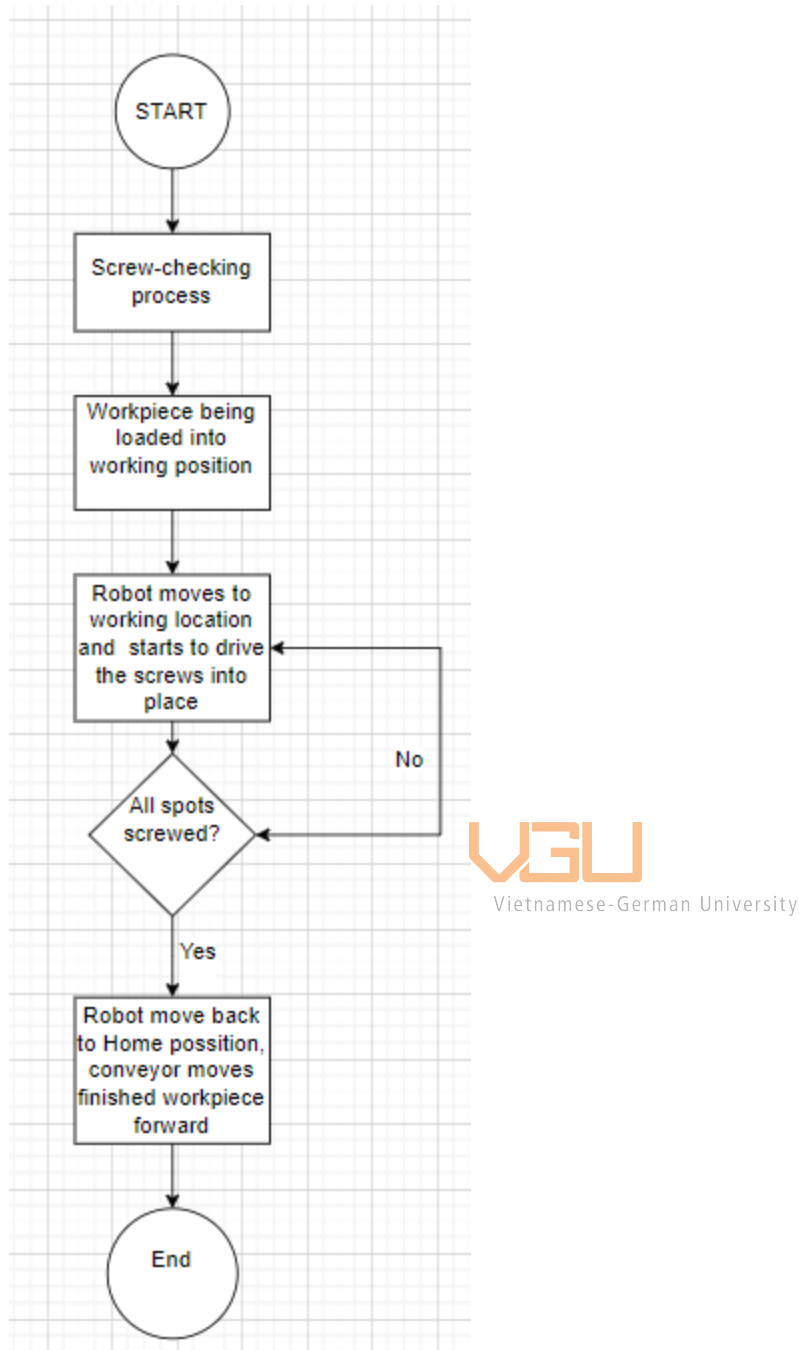 START
Screw-checking
process
Workpiece being
loaded into
working position
Robot moves to
working location
and starts to drive
the screws into
place
No
All spots
screwed?
VGU
Vietnamese-German University
Yes
Robot move back
to Home possition,
conveyor moves
finished workpiece
forward
End